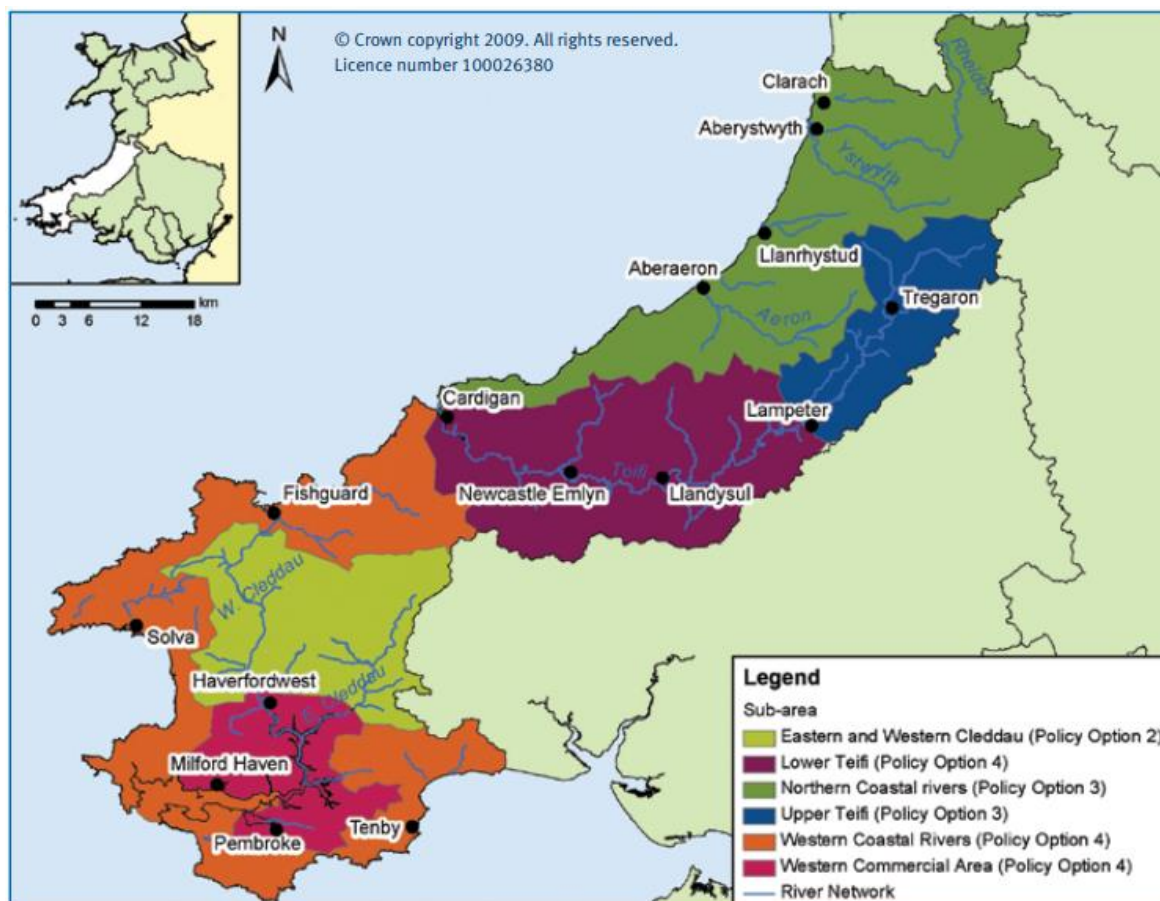 N
© Crown copyright 2009. All rights reserved.
Licence number 100026380
km
0 3 6 12 18
Rheidol
Clarach
Aberystwyth
Ystwyth
Llanrhystud
Aberaeron
Tregaron
Aeron
Cardigan
Lampeter
Teifi
Newcastle Emlyn
Llandysul
Fishguard
W. Cleddau
Solva
Haverfordwest
E. Cleddau
Milford Haven
Pembroke
Tenby
Legend
Sub-area
Eastern and Western Cleddau (Policy Option 2)
Lower Teifi (Policy Option 4)
Northern Coastal rivers (Policy Option 3)
Upper Teifi (Policy Option 3)
Western Coastal Rivers (Policy Option 4)
Western Commercial Area (Policy Option 4)
River Network